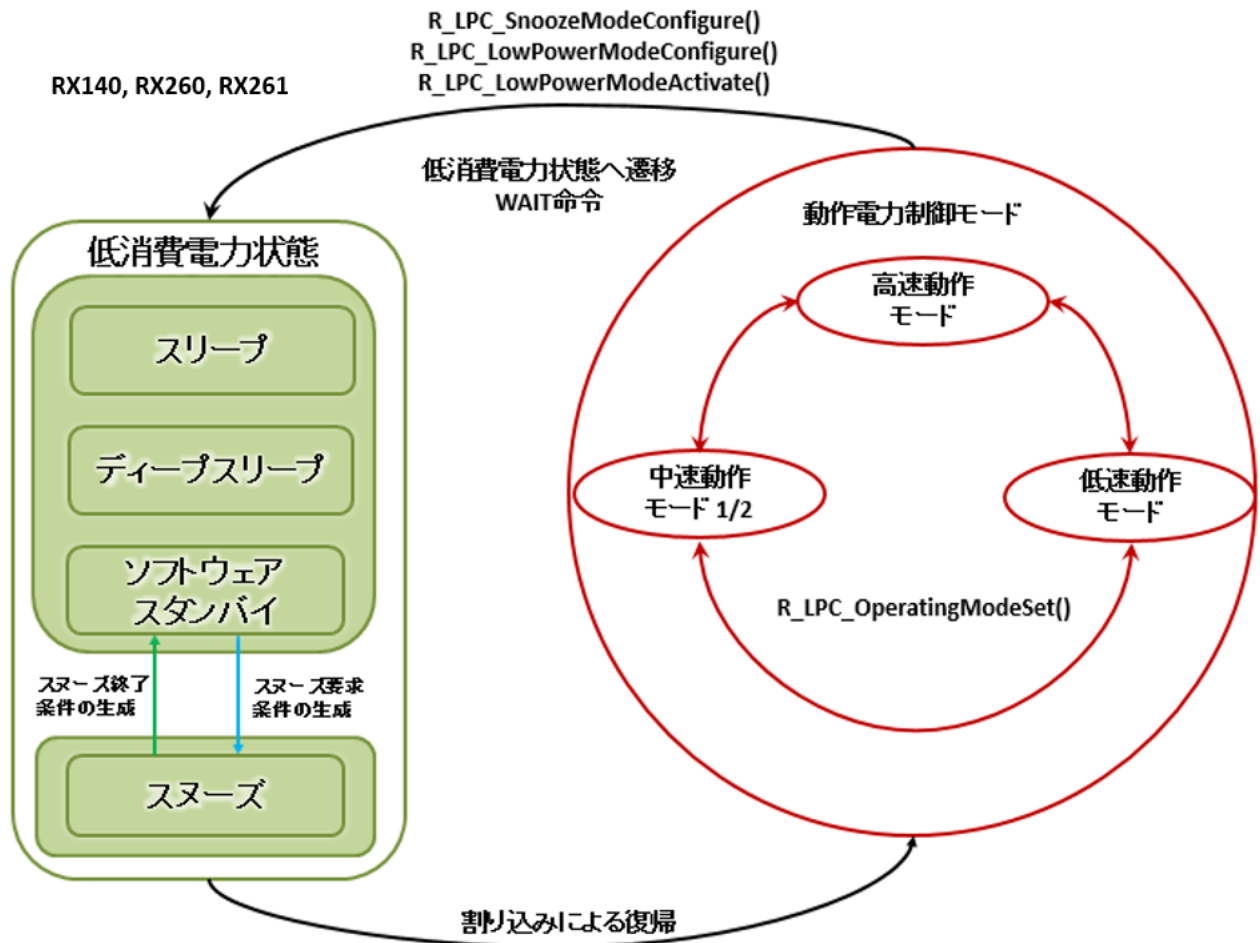 R_LPC_SnoozeModeConfigure()
R_LPC_LowPowerModeConfigure()
R_LPC_LowPowerModeActivate()
RX140, RX260, RX261
低消費電力状態へ遷移
WAIT命令
低消費電力状態
スリープ
ディープスリープ
ソフトウェア
スタンバイ
スヌーズ終了
条件の生成
スヌーズ要求
条件の生成
スヌーズ
動作電力制御モード
高速動作
モード
中速動作
モード 1/2
低速動作
モード
R_LPC_OperatingModeSet()
割り込みによる復帰